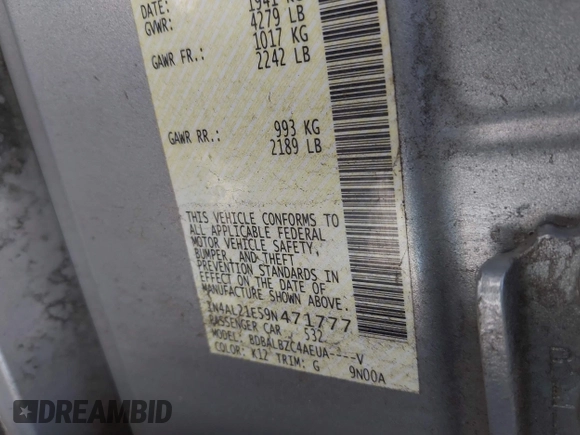 DATE:
GVWR: 4279 LB
GAWR FR.: 1017 KG
2242 LB
GAWR RR.: 993 KG
2189 LB
THIS VEHICLE CONFORMS TO
ALL APPLICABLE FEDERAL
MOTOR VEHICLE SAFETY,
BUMPER, AND THEFT
PREVENTION STANDARDS IN
EFFECT ON THE DATE OF
MANUFACTURE SHOWN ABOVE.
1N4AL21E59N471777
PASSENGER CAR 532
MODEL: BDBALBZC4AEUA----V
COLOR: K12 TRIM: G 9N00A
DREAMBID